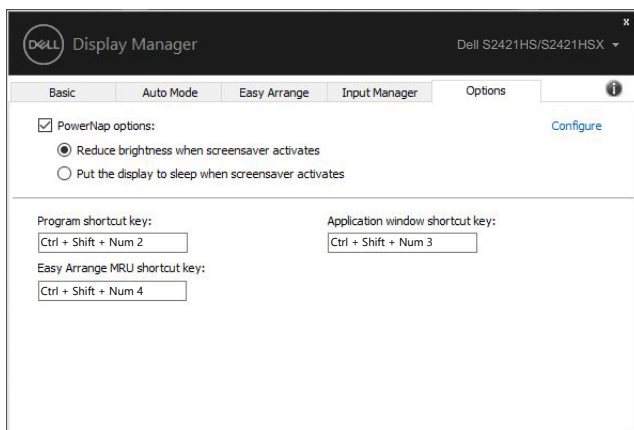 x
DELL Display Manager Dell S2421HS/S2421HSX
Basic Auto Mode Easy Arrange Input Manager Options i
PowerNap options: Configure
Reduce brightness when screensaver activates
Put the display to sleep when screensaver activates
Program shortcut key: Application window shortcut key:
Ctrl + Shift + Num 2 Ctrl + Shift + Num 3
Easy Arrange MRU shortcut key:
Ctrl + Shift + Num 4